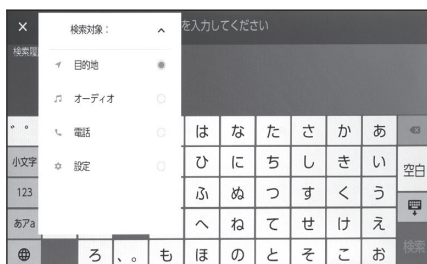 検索対象：
を入力してください
検索履
目的地
オーディオ
電話
設定
゛゜ は な た さ か あ
小文字 ひ に ち し き い 空白
123 ふ ぬ つ す く う
あぁa へ ね て せ け え
ろ 、。 も ほ の と そ こ お 検索